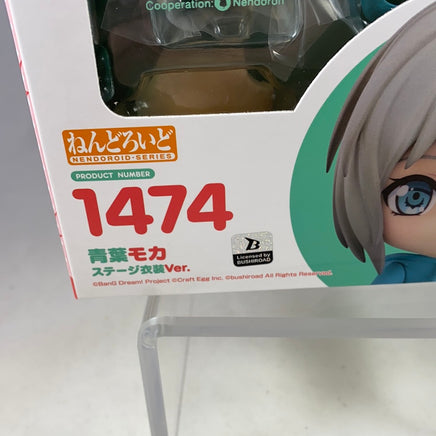 Cooperation: Nendoron
ねんどろいど
NENDOROID-SERIES
PRODUCT NUMBER
1474
青葉モカ
ステージ衣装Ver.
B
Licensed by
BUSHIROAD
©BanG Dream! Project ©Craft Egg Inc. ©bushiroad All Rights Reserved.